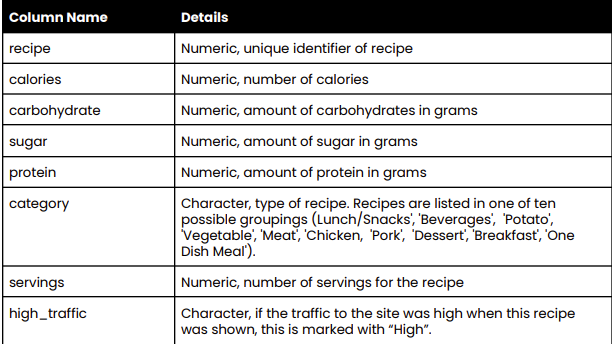 Column Name Details
recipe Numeric, unique identifier of recipe
calories Numeric, number of calories
carbohydrate Numeric, amount of carbohydrates in grams
sugar Numeric, amount of sugar in grams
protein Numeric, amount of protein in grams
category Character, type of recipe. Recipes are listed in one of ten
possible groupings (Lunch/Snacks', 'Beverages', 'Potato',
'Vegetable', 'Meat', 'Chicken, 'Pork', 'Dessert', 'Breakfast', 'One
Dish Meal').
servings Numeric, number of servings for the recipe
high_traffic Character, if the traffic to the site was high when this recipe
was shown, this is marked with “High”.